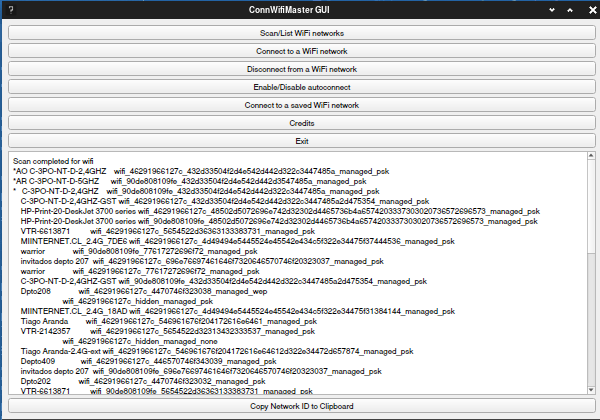 ConnWifiMaster GUI
Scan/List WiFi networks
Connect to a WiFi network
Disconnect from a WiFi network
Enable/Disable autoconnect
Connect to a saved WiFi network
Credits
Exit
Scan completed for wifi
*AO C-3PO-NT-D-2,4GHZ wifi_46291966127c_432d33504f2d4e542d442d322c3447485a_managed_psk
*AR C-3PO-NT-D-5GHZ wifi_90de808109fe_432d33504f2d4e542d442d3547485a_managed_psk
* C-3PO-NT-D-2,4GHZ wifi_90de808109fe_432d33504f2d4e542d442d322c3447485a_managed_psk
C-3PO-NT-D-2,4GHZ-GST wifi_46291966127c_432d33504f2d4e542d442d322c3447485a2d475354_managed_psk
HP-Print-20-DeskJet 3700 series wifi_46291966127c_48502d5072696e742d32302d4465736b4a657420333730302073657269657​3_managed_psk
HP-Print-20-DeskJet 3700 series wifi_90de808109fe_48502d5072696e742d32302d4465736b4a6574203337303020736572696573_managed_psk
VTR-6613871 wifi_46291966127c_5654522d36363133383731_managed_psk
MIINTERNET.CL_2.4G_7DE6 wifi_46291966127c_4d49494e5445524e45542e434c5f322e34475f37444536_managed_psk
warrior wifi_90de808109fe_77617272696f72_managed_psk
invitados depto 207 wifi_46291966127c_696e76697461646f7320646570746f20323037_managed_psk
warrior wifi_46291966127c_77617272696f72_managed_psk
C-3PO-NT-D-2,4GHZ-GST wifi_90de808109fe_432d33504f2d4e542d442d322c3447485a2d475354_managed_psk
Dpto208 wifi_46291966127c_4470746f323038_managed_wep
wifi_46291966127c_hidden_managed_psk
MIINTERNET.CL_2.4G_18AD wifi_46291966127c_4d49494e5445524e45542e434c5f322e34475f31384144_managed_psk
Tiago Aranda wifi_46291966127c_546961676f204172616e6461_managed_psk
VTR-2142357 wifi_46291966127c_5654522d32313432333537_managed_psk
wifi_46291966127c_hidden_managed_none
Tiago Aranda-2.4G-ext wifi_46291966127c_546961676f204172616e64612d322e34472d657874_managed_psk
Depto409 wifi_46291966127c_446570746f343039_managed_psk
invitados depto 207 wifi_90de808109fe_696e76697461646f7320646570746f20323037_managed_psk
Dpto202 wifi_46291966127c_4470746f323032_managed_psk
VTR-6613871 wifi_90de808109fe_5654522d36363133383731_managed_psk
Copy Network ID to Clipboard